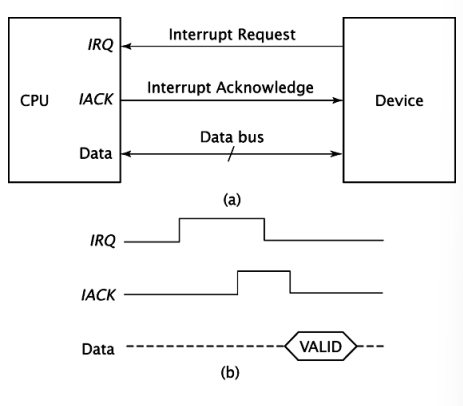 IRQ Interrupt Request
CPU IACK Interrupt Acknowledge Device
Data Data bus
(a)
IRQ
IACK
Data VALID
(b)